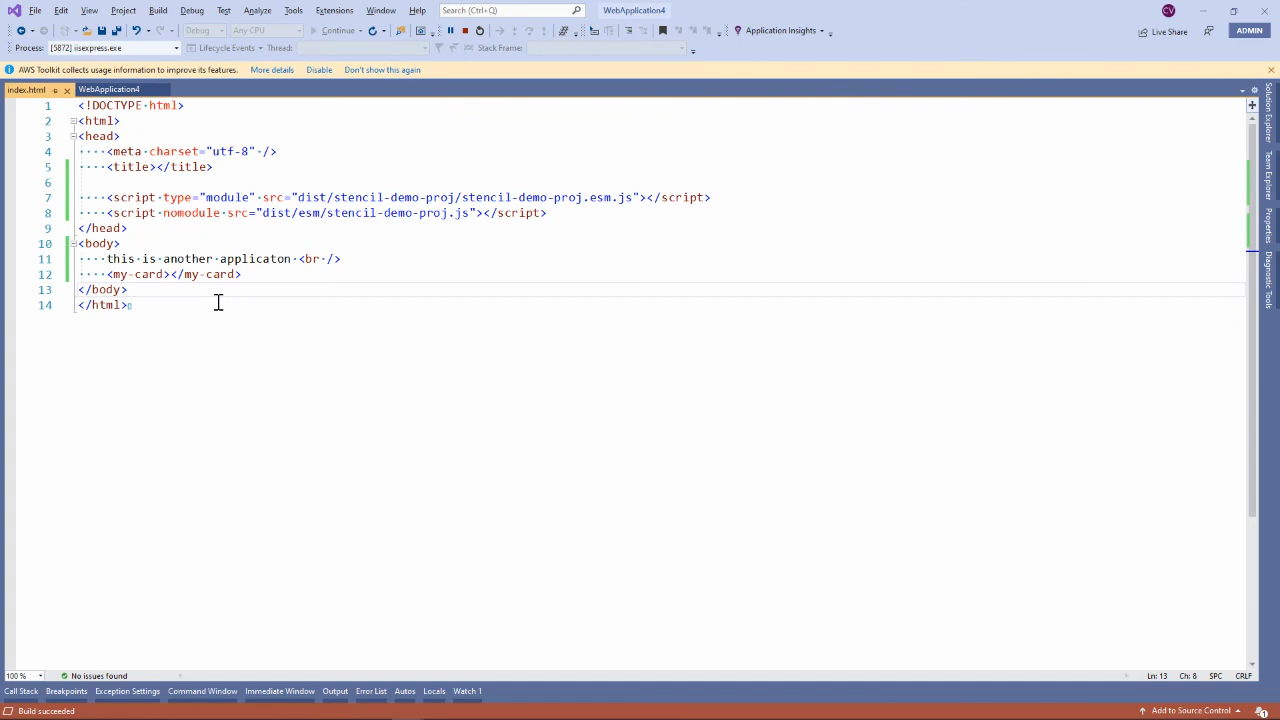 File Edit View Project Build Debug Test Analyze Tools Extensions Window Help Search (Ctrl+Q) WebApplication4 CV
Debug Any CPU Continue Application Insights Live Share ADMIN
Process: [5872] iisexpress.exe Lifecycle Events Thread: Stack Frame:
AWS Toolkit collects usage information to improve its features. More details Disable Don't show this again
index.html WebApplication4
1 <!DOCTYPE·html>
2 <html>
3 <head>
4 ····<meta·charset="utf-8"·/>
5 ····<title></title>
6
7 ····<script·type="module"·src="dist/stencil-demo-proj/stencil-demo-proj.esm.js"></script>
8 ····<script·nomodule·src="dist/esm/stencil-demo-proj.js"></script>
9 </head>
10 <body>
11 ····this·is·another·applicaton·<br·/>
12 ····<my-card></my-card>
13 </body>
14 </html>
Solution Explorer
Team Explorer
Properties
Diagnostic Tools
100 % No issues found Ln: 13 Ch: 8 SPC CRLF
Call Stack Breakpoints Exception Settings Command Window Immediate Window Output Error List Autos Locals Watch 1
Build succeeded Add to Source Control 1